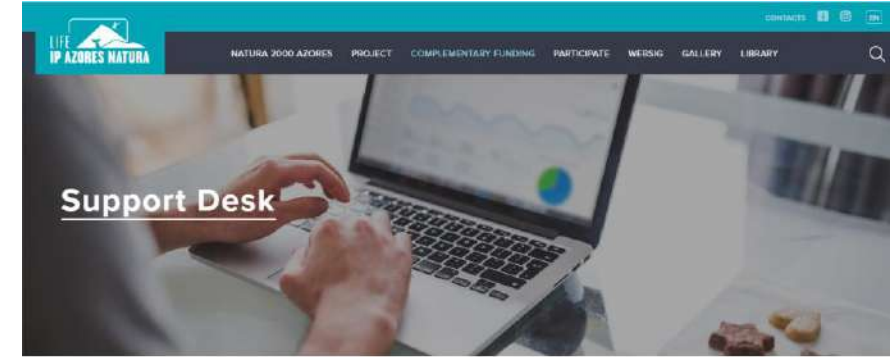 CONTACTS EN
LIFE
IP AZORES NATURA
NATURA 2000 AZORES PROJECT COMPLEMENTARY FUNDING PARTICIPATE WEBSIG GALLERY LIBRARY
Support Desk